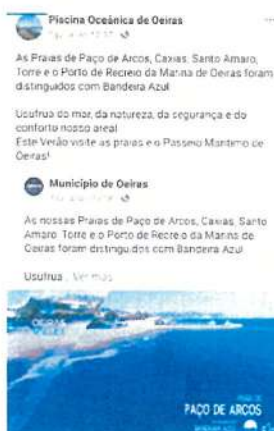 Piscina Oceânica de Oeiras
As Praias de Paço de Arcos, Caxias, Santo Amaro,
Torre e o Porto de Recreio da Marina de Oeiras foram
distinguidos com Bandeira Azul
Usufrua do mar, da natureza, da segurança e do
conforto nosso areal
Este Verão visite as praias e o Passeio Marítimo de
Oeiras!
Município de Oeiras
As nossas Praias de Paço de Arcos, Caxias, Santo
Amaro, Torre e o Porto de Recreio da Marina de
Oeiras foram distinguidos com Bandeira Azul
Usufrua... Ver mais
PAÇO DE ARCOS